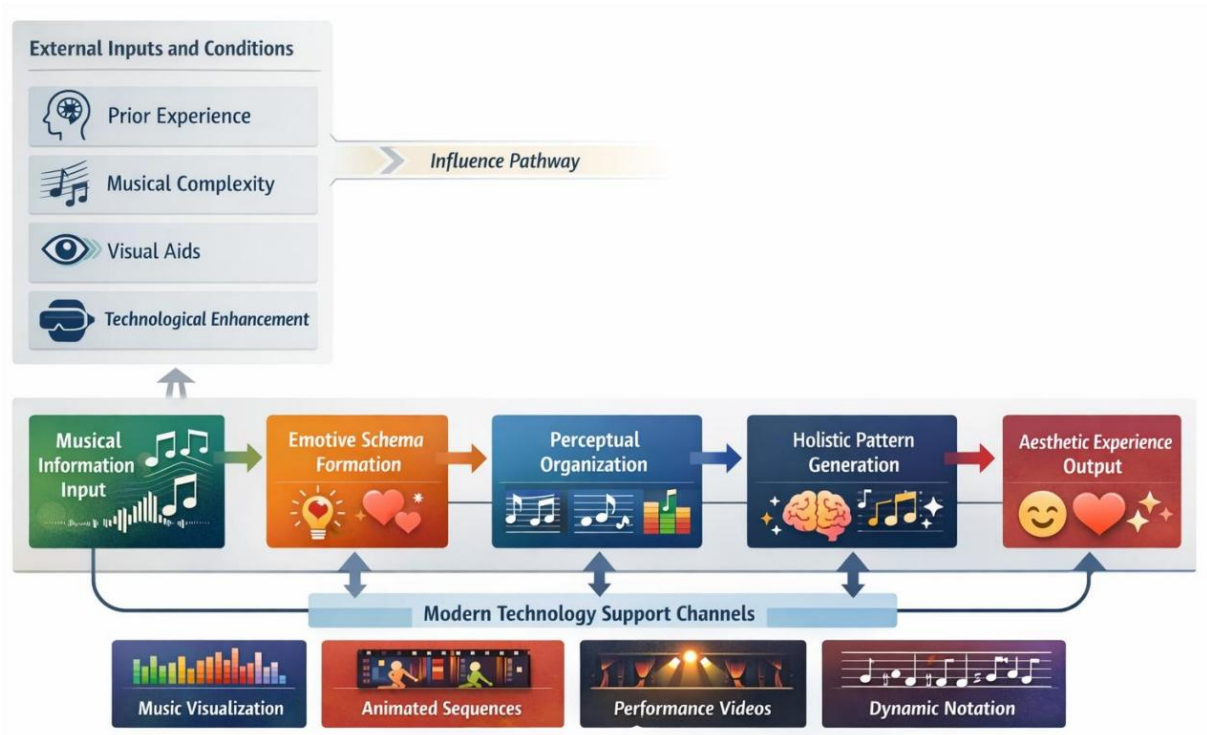 External Inputs and Conditions
Prior Experience
Influence Pathway
Musical Complexity
Visual Aids
Technological Enhancement
Musical
Information
Input
Emotive Schema
Formation
Perceptual
Organization
Holistic Pattern
Generation
Aesthetic Experience
Output
Modern Technology Support Channels
Music Visualization
Animated Sequences
Performance Videos
Dynamic Notation